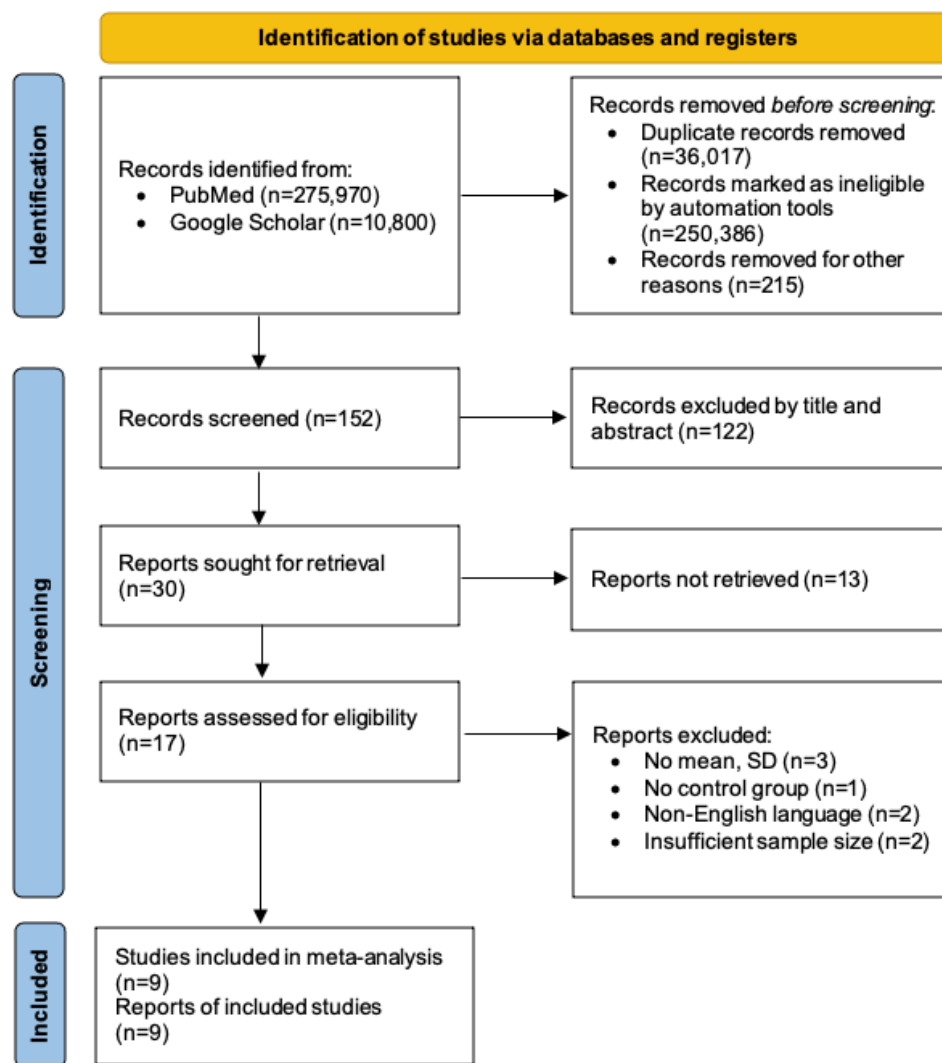 Identification of studies via databases and registers
Identification
Records identified from:
• PubMed (n=275,970)
• Google Scholar (n=10,800)
Records removed before screening:
• Duplicate records removed
(n=36,017)
• Records marked as ineligible
by automation tools
(n=250,386)
• Records removed for other
reasons (n=215)
Screening
Records screened (n=152)
Records excluded by title and
abstract (n=122)
Reports sought for retrieval
(n=30)
Reports not retrieved (n=13)
Reports assessed for eligibility
(n=17)
Reports excluded:
• No mean, SD (n=3)
• No control group (n=1)
• Non-English language (n=2)
• Insufficient sample size (n=2)
Included
Studies included in meta-analysis
(n=9)
Reports of included studies
(n=9)